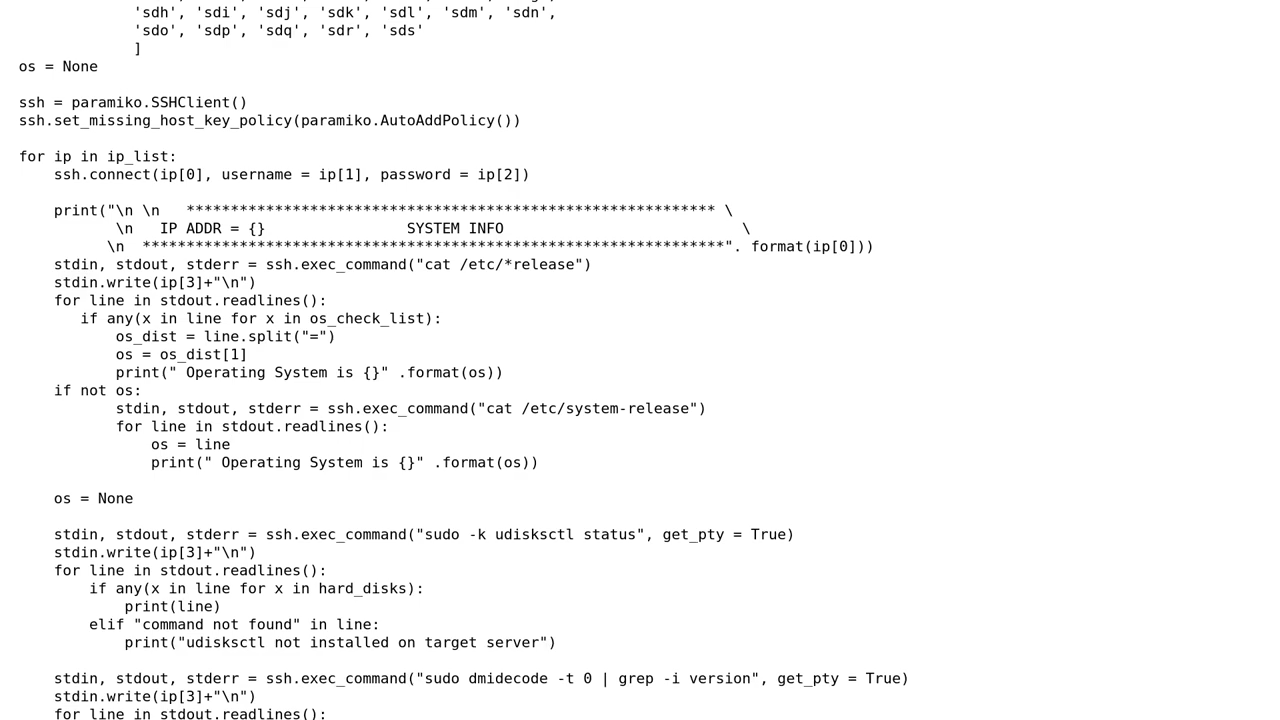 'sdh', 'sdi', 'sdj', 'sdk', 'sdl', 'sdm', 'sdn',
'sdo', 'sdp', 'sdq', 'sdr', 'sds'
]
os = None
ssh = paramiko.SSHClient()
ssh.set_missing_host_key_policy(paramiko.AutoAddPolicy())
for ip in ip_list:
    ssh.connect(ip[0], username = ip[1], password = ip[2])
    print("\n \n   ************************************************************ \
           \n   IP ADDR = {}                SYSTEM INFO                           \
          \n  ******************************************************************". format(ip[0]))
    stdin, stdout, stderr = ssh.exec_command("cat /etc/*release")
    stdin.write(ip[3]+"\n")
    for line in stdout.readlines():
       if any(x in line for x in os_check_list):
           os_dist = line.split("=")
           os = os_dist[1]
           print(" Operating System is {}" .format(os))
    if not os:
           stdin, stdout, stderr = ssh.exec_command("cat /etc/system-release")
           for line in stdout.readlines():
               os = line
               print(" Operating System is {}" .format(os))
    os = None
    stdin, stdout, stderr = ssh.exec_command("sudo -k udisksctl status", get_pty = True)
    stdin.write(ip[3]+"\n")
    for line in stdout.readlines():
        if any(x in line for x in hard_disks):
            print(line)
        elif "command not found" in line:
            print("udisksctl not installed on target server")
    stdin, stdout, stderr = ssh.exec_command("sudo dmidecode -t 0 | grep -i version", get_pty = True)
    stdin.write(ip[3]+"\n")
    for line in stdout.readlines():